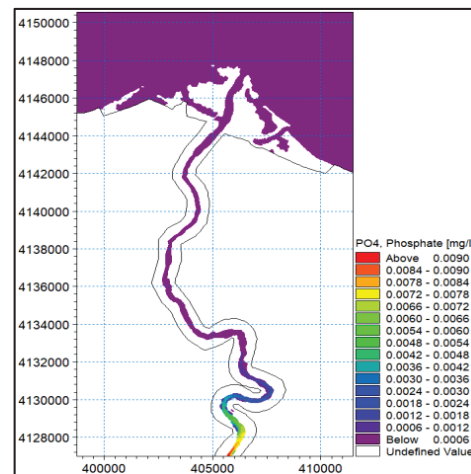 4150000
4148000
4146000
4144000
4142000
4140000
4138000
4136000
4134000
4132000
4130000
4128000
400000 405000 410000
PO4, Phosphate [mg/l
Above 0.0090
0.0084 - 0.0090
0.0078 - 0.0084
0.0072 - 0.0078
0.0066 - 0.0072
0.0060 - 0.0066
0.0054 - 0.0060
0.0048 - 0.0054
0.0042 - 0.0048
0.0036 - 0.0042
0.0030 - 0.0036
0.0024 - 0.0030
0.0018 - 0.0024
0.0012 - 0.0018
0.0006 - 0.0012
Below 0.0006
Undefined Value